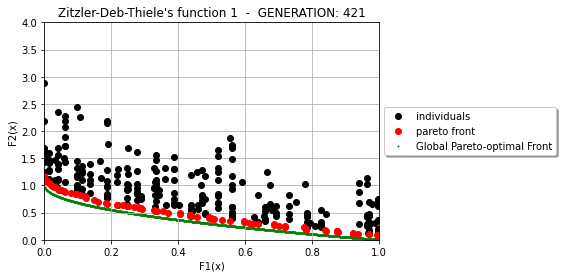 Zitzler-Deb-Thiele's function 1 - GENERATION: 421
4.0
3.5
3.0
2.5
2.0
1.5
1.0
0.5
0.0
F2(x)
0.0 0.2 0.4 0.6 0.8 1.0
F1(x)
individuals
pareto front
Global Pareto-optimal Front